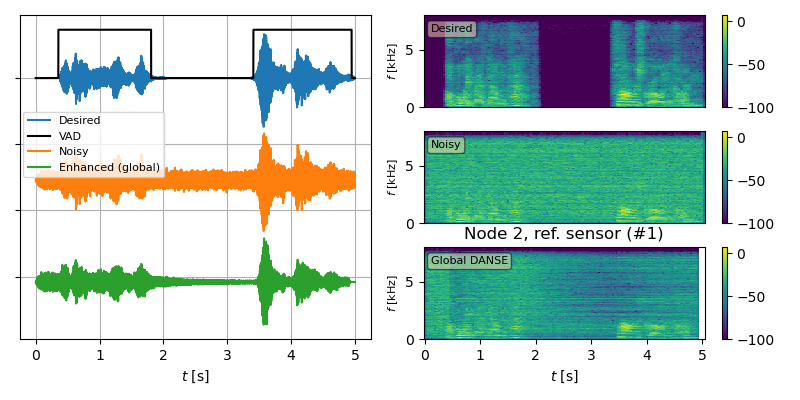 Desired
VAD
Noisy
Enhanced (global)
0 1 2 3 4 5
t [s]
Desired
f [kHz]
5
0
0
−50
−100
Noisy
f [kHz]
5
0
0
−50
−100
Node 2, ref. sensor (#1)
Global DANSE
f [kHz]
5
0
0
−50
−100
0 1 2 3 4 5
t [s]